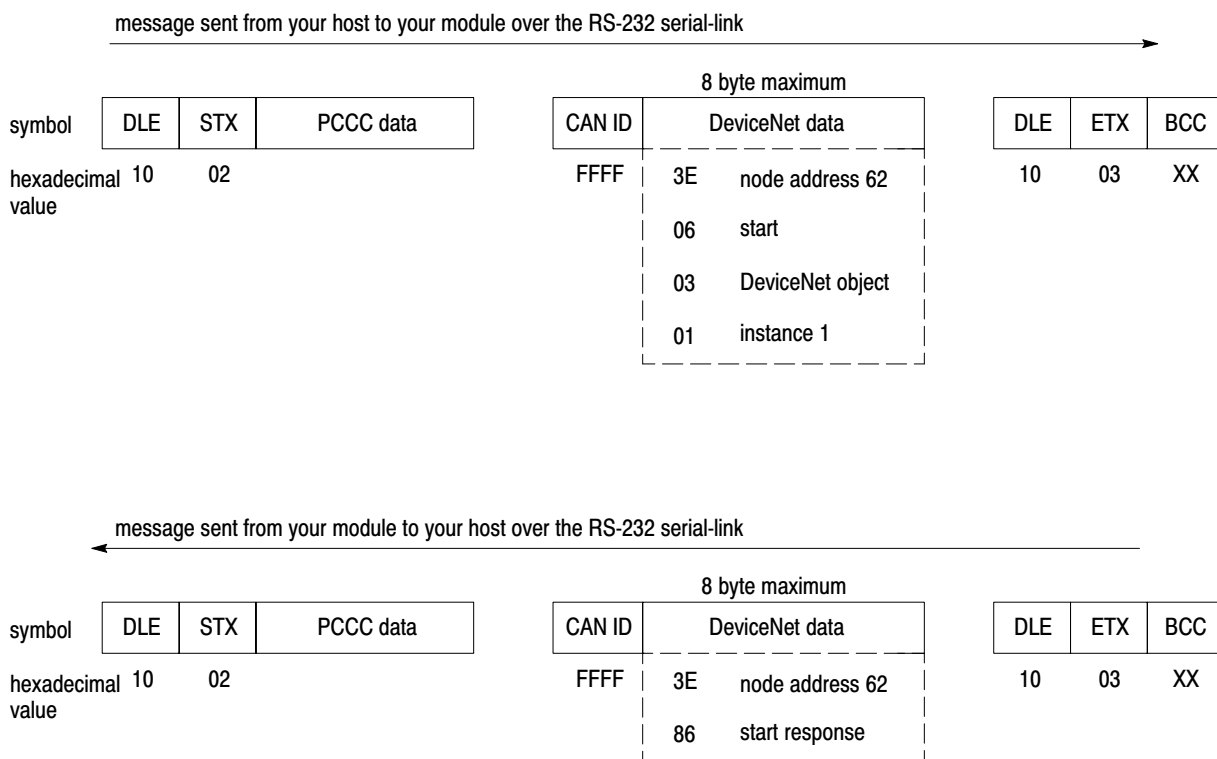 message sent from your host to your module over the RS-232 serial-link
8 byte maximum
symbol DLE STX PCCC data CAN ID DeviceNet data DLE ETX BCC
hexadecimal value 10 02 FFFF 3E node address 62 10 03 XX
06 start
03 DeviceNet object
01 instance 1
message sent from your module to your host over the RS-232 serial-link
8 byte maximum
symbol DLE STX PCCC data CAN ID DeviceNet data DLE ETX BCC
hexadecimal value 10 02 FFFF 3E node address 62 10 03 XX
86 start response